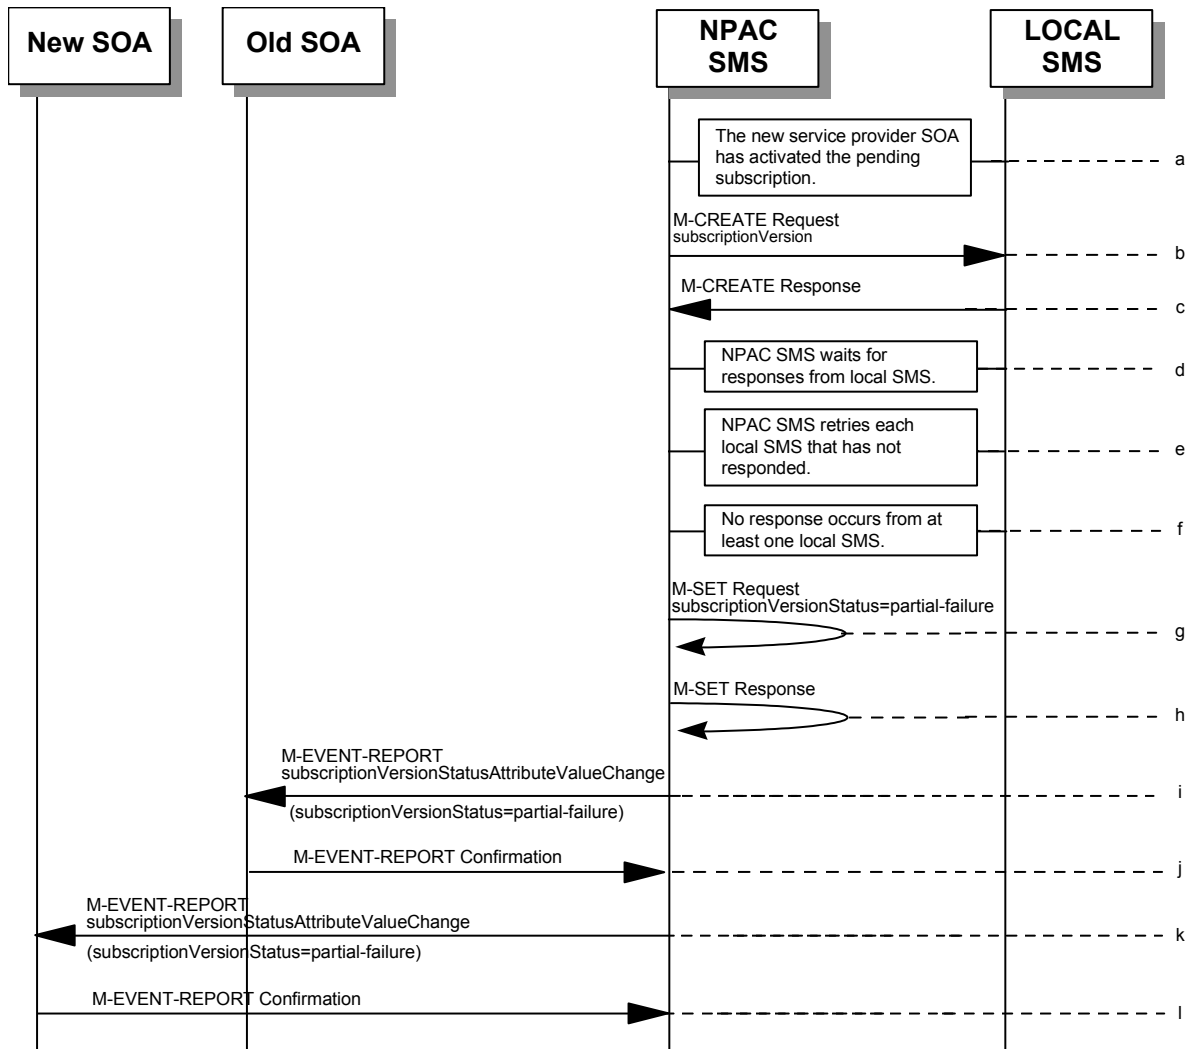 New SOA
Old SOA
NPAC
SMS
LOCAL
SMS
The new service provider SOA
has activated the pending
subscription.
a
M-CREATE Request
subscriptionVersion
b
M-CREATE Response
c
NPAC SMS waits for
responses from local SMS.
d
NPAC SMS retries each
local SMS that has not
responded.
e
No response occurs from at
least one local SMS.
f
M-SET Request
subscriptionVersionStatus=partial-failure
g
M-SET Response
h
M-EVENT-REPORT
subscriptionVersionStatusAttributeValueChange
(subscriptionVersionStatus=partial-failure)
i
M-EVENT-REPORT Confirmation
j
M-EVENT-REPORT
subscriptionVersionStatusAttributeValueChange
(subscriptionVersionStatus=partial-failure)
k
M-EVENT-REPORT Confirmation
l